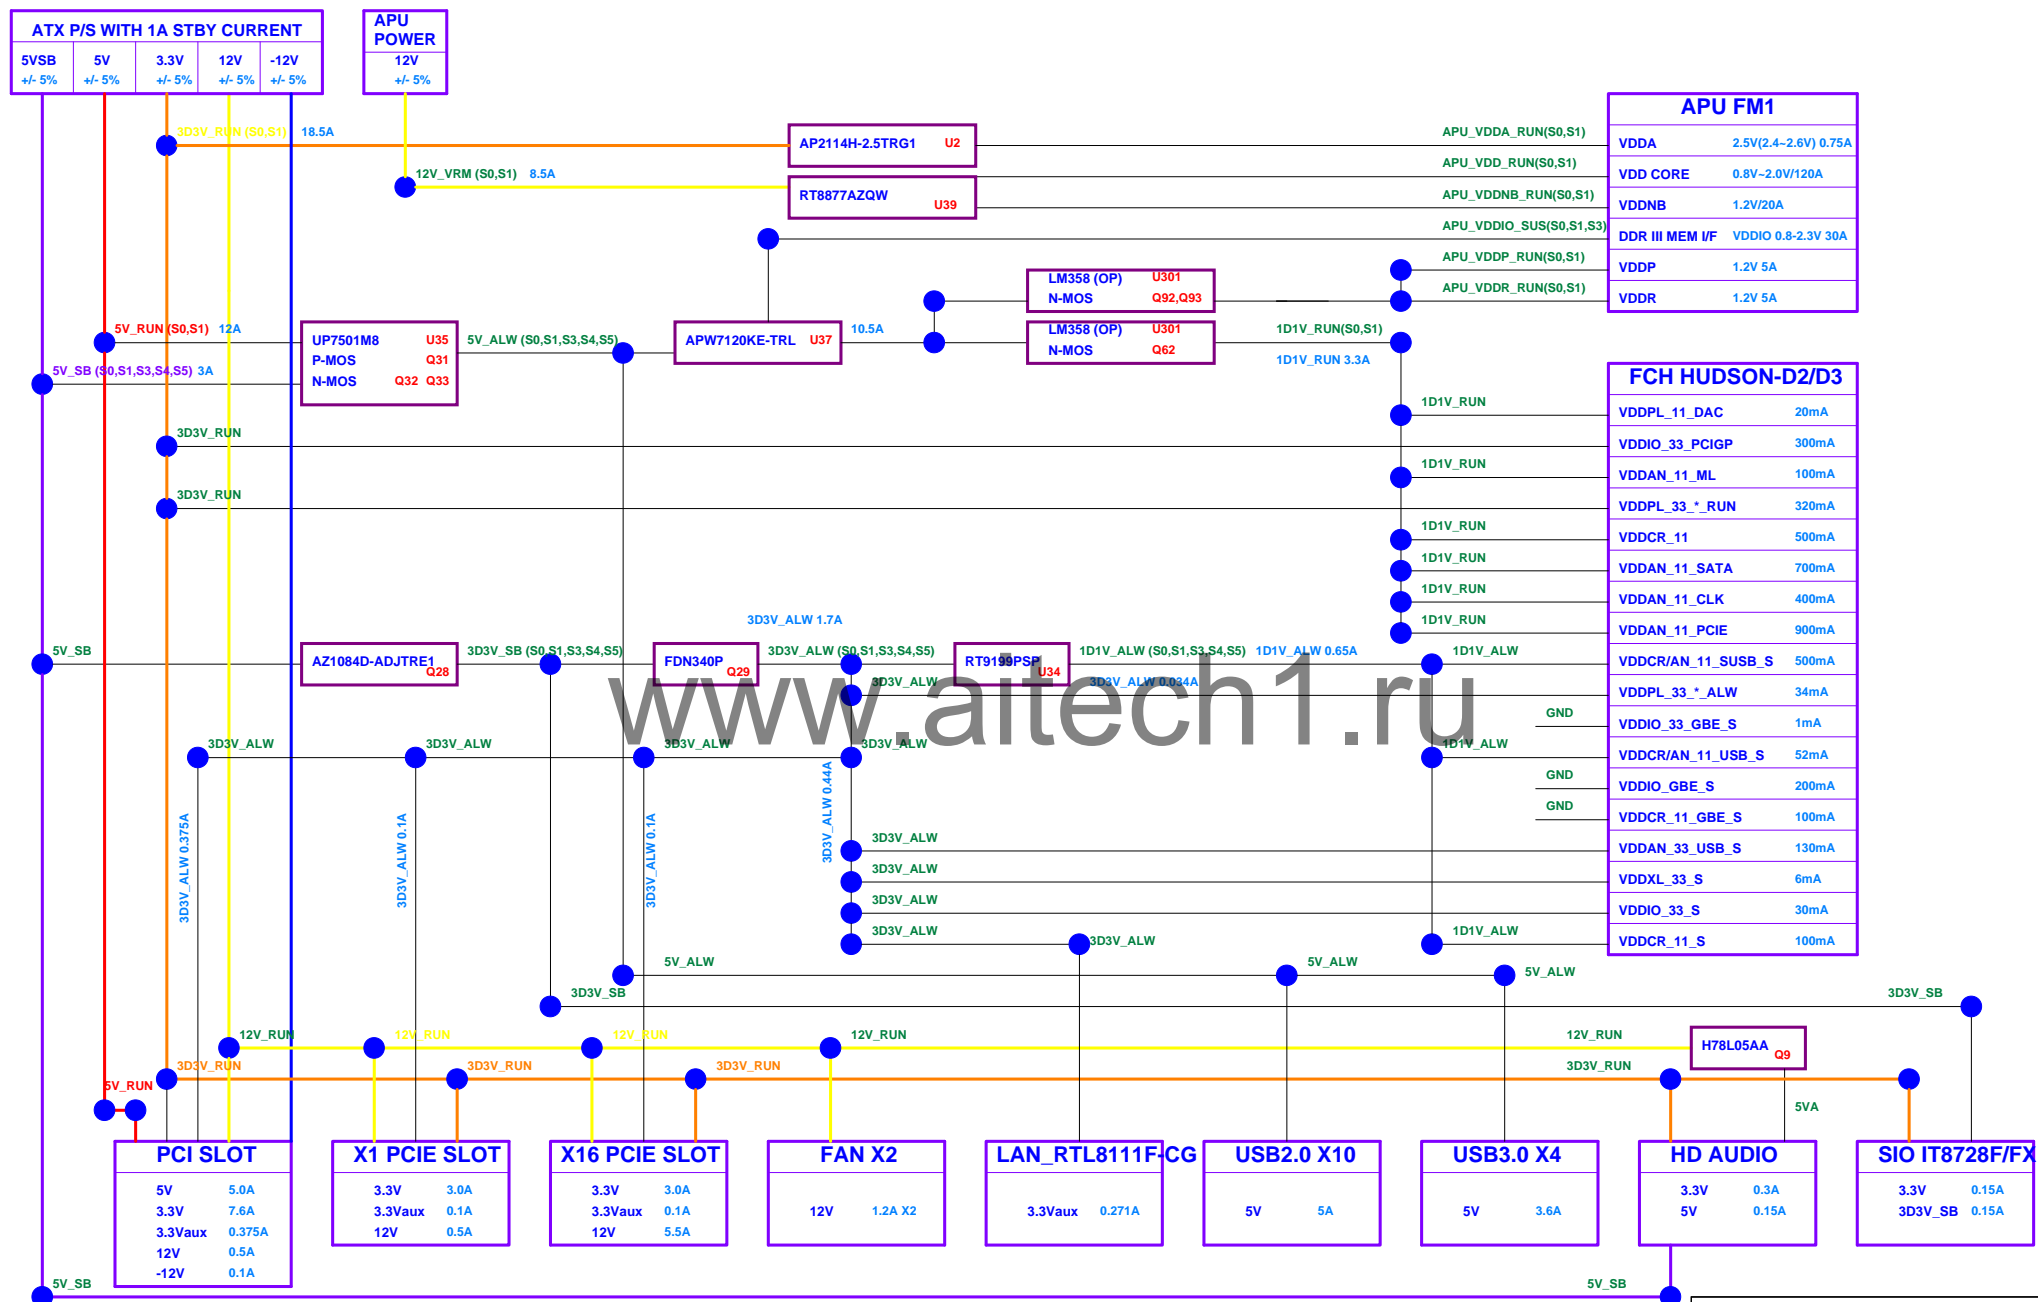 ATX P/S WITH 1A STBY CURRENT
5VSB 5V 3.3V 12V -12V
+/- 5% +/- 5% +/- 5% +/- 5% +/- 5%
APU
POWER
12V
+/- 5%
3D3V_RUN (S0,S1) 18.5A
12V_VRM (S0,S1) 8.5A
AP2114H-2.5TRG1 U2
RT8877AZQW
U39
APU_VDDA_RUN(S0,S1)
APU_VDD_RUN(S0,S1)
APU_VDDNB_RUN(S0,S1)
APU_VDDIO_SUS(S0,S1,S3)
APU_VDDP_RUN(S0,S1)
APU_VDDR_RUN(S0,S1)
APU FM1
VDDA 2.5V(2.4~2.6V) 0.75A
VDD CORE 0.8V~2.0V/120A
VDDNB 1.2V/20A
DDR III MEM I/F VDDIO 0.8-2.3V 30A
VDDP 1.2V 5A
VDDR 1.2V 5A
LM358 (OP) U301
N-MOS Q92,Q93
LM358 (OP) U301
N-MOS Q62
5V_RUN (S0,S1) 12A
5V_SB (S0,S1,S3,S4,S5) 3A
UP7501M8 U35
P-MOS Q31
N-MOS Q32 Q33
5V_ALW (S0,S1,S3,S4,S5)
APW7120KE-TRL U37
10.5A
1D1V_RUN(S0,S1)
1D1V_RUN 3.3A
FCH HUDSON-D2/D3
1D1V_RUN VDDPL_11_DAC 20mA
3D3V_RUN VDDIO_33_PCIGP 300mA
1D1V_RUN VDDAN_11_ML 100mA
3D3V_RUN VDDPL_33_*_RUN 320mA
1D1V_RUN VDDCR_11 500mA
1D1V_RUN VDDAN_11_SATA 700mA
1D1V_RUN VDDAN_11_CLK 400mA
1D1V_RUN VDDAN_11_PCIE 900mA
3D3V_ALW 1.7A
5V_SB
AZ1084D-ADJTRE1
Q28
3D3V_SB (S0,S1,S3,S4,S5)
FDN340P
Q29
3D3V_ALW (S0,S1,S3,S4,S5)
RT9199PSP
U34
1D1V_ALW (S0,S1,S3,S4,S5) 1D1V_ALW 0.65A
1D1V_ALW VDDCR/AN_11_SUSB_S 500mA
3D3V_ALW 3D3V_ALW 0.034A VDDPL_33_*_ALW 34mA
www.aitech1.ru
GND VDDIO_33_GBE_S 1mA
3D3V_ALW 3D3V_ALW 3D3V_ALW 3D3V_ALW 1D1V_ALW VDDCR/AN_11_USB_S 52mA
GND VDDIO_GBE_S 200mA
GND VDDCR_11_GBE_S 100mA
3D3V_ALW 0.375A
3D3V_ALW 0.1A
3D3V_ALW 0.1A
3D3V_ALW 0.44A
3D3V_ALW VDDAN_33_USB_S 130mA
3D3V_ALW VDDXL_33_S 6mA
3D3V_ALW VDDIO_33_S 30mA
3D3V_ALW 3D3V_ALW 1D1V_ALW VDDCR_11_S 100mA
5V_ALW 5V_ALW 5V_ALW
3D3V_SB 3D3V_SB
12V_RUN 12V_RUN 12V_RUN 12V_RUN 12V_RUN
H78L05AA Q9
3D3V_RUN 3D3V_RUN 3D3V_RUN 3D3V_RUN
5V_RUN
5VA
PCI SLOT
5V 5.0A
3.3V 7.6A
3.3Vaux 0.375A
12V 0.5A
-12V 0.1A
X1 PCIE SLOT
3.3V 3.0A
3.3Vaux 0.1A
12V 0.5A
X16 PCIE SLOT
3.3V 3.0A
3.3Vaux 0.1A
12V 5.5A
FAN X2
12V 1.2A X2
LAN_RTL8111F-CG
3.3Vaux 0.271A
USB2.0 X10
5V 5A
USB3.0 X4
5V 3.6A
HD AUDIO
3.3V 0.3A
5V 0.15A
SIO IT8728F/FX
3.3V 0.15A
3D3V_SB 0.15A
5V_SB 5V_SB